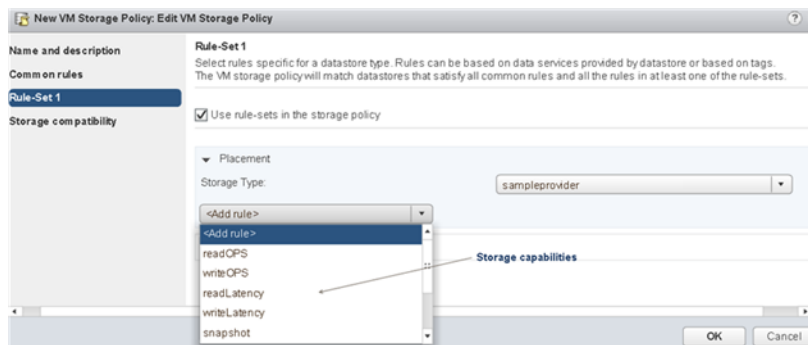 New VM Storage Policy: Edit VM Storage Policy
?
Name and description
Common rules
Rule-Set 1
Storage compatibility
Rule-Set 1
Select rules specific for a datastore type. Rules can be based on data services provided by datastore or based on tags.
The VM storage policy will match datastores that satisfy all common rules and all the rules in at least one of the rule-sets.
Use rule-sets in the storage policy
Placement
Storage Type:
sampleprovider
<Add rule>
<Add rule>
readOPS
writeOPS
readLatency
writeLatency
snapshot
Storage capabilities
OK
Cancel